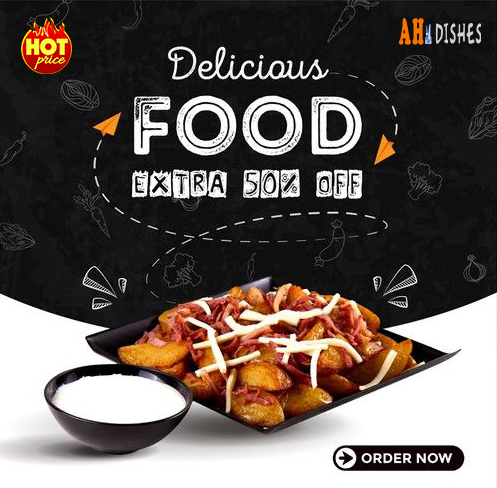 HOT
price
AH DISHES
Delicious
FOOD
EXTRA 50% OFF
ORDER NOW